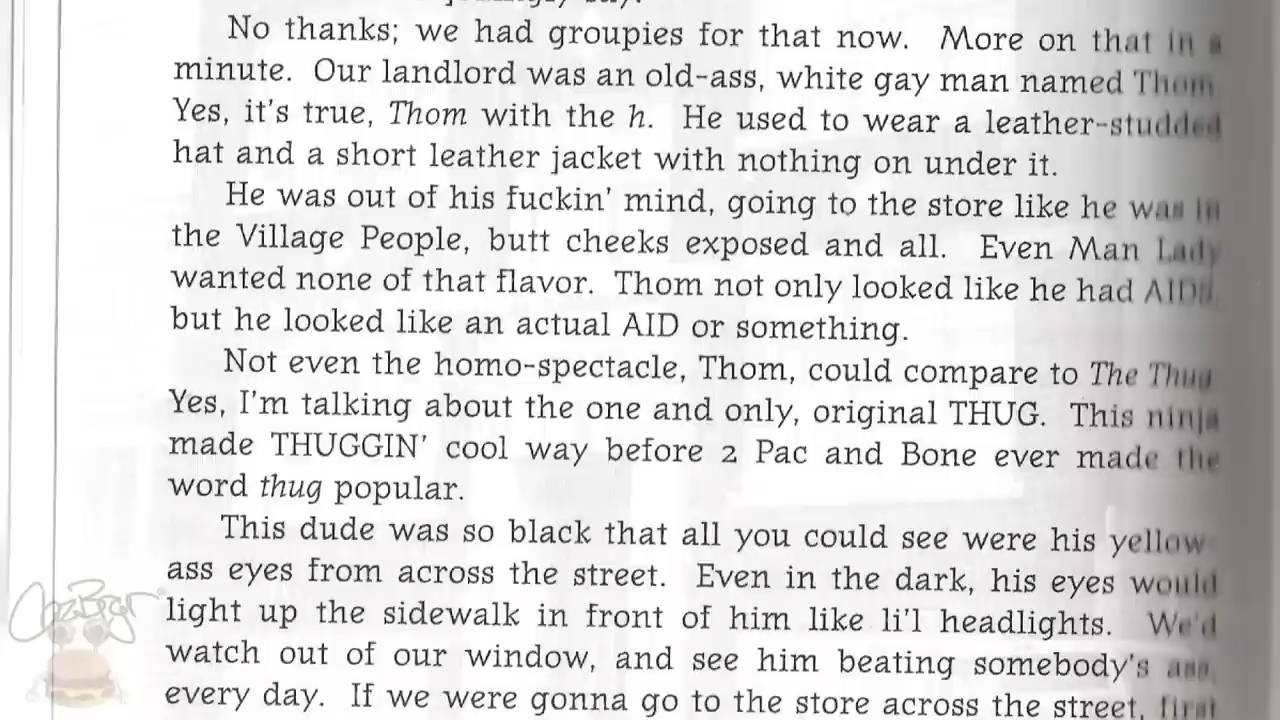 No thanks; we had groupies for that now. More on that in a
minute. Our landlord was an old-ass, white gay man named Thom.
Yes, it's true, Thom with the h. He used to wear a leather-studded
hat and a short leather jacket with nothing on under it.
He was out of his fuckin' mind, going to the store like he was in
the Village People, butt cheeks exposed and all. Even Man Lady
wanted none of that flavor. Thom not only looked like he had AIDS,
but he looked like an actual AID or something.
Not even the homo-spectacle, Thom, could compare to The Thug.
Yes, I'm talking about the one and only, original THUG. This ninja
made THUGGIN' cool way before 2 Pac and Bone ever made the
word thug popular.
This dude was so black that all you could see were his yellow-
ass eyes from across the street. Even in the dark, his eyes would
light up the sidewalk in front of him like li'l headlights. We'd
watch out of our window, and see him beating somebody's ass,
every day. If we were gonna go to the store across the street, first